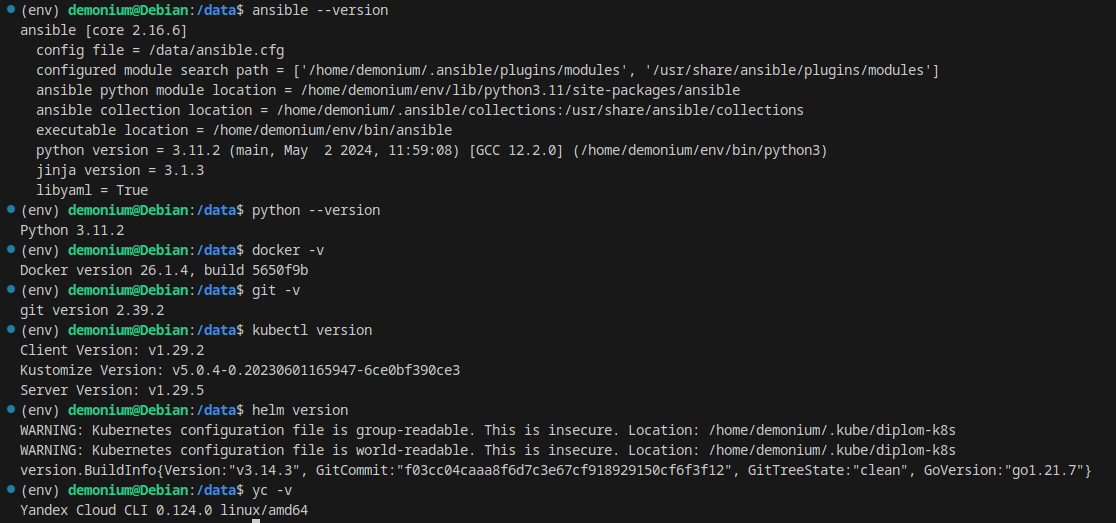 (env) demonium@Debian:/data$ ansible --version
ansible [core 2.16.6]
  config file = /data/ansible.cfg
  configured module search path = ['/home/demonium/.ansible/plugins/modules', '/usr/share/ansible/plugins/modules']
  ansible python module location = /home/demonium/env/lib/python3.11/site-packages/ansible
  ansible collection location = /home/demonium/.ansible/collections:/usr/share/ansible/collections
  executable location = /home/demonium/env/bin/ansible
  python version = 3.11.2 (main, May  2 2024, 11:59:08) [GCC 12.2.0] (/home/demonium/env/bin/python3)
  jinja version = 3.1.3
  libyaml = True
(env) demonium@Debian:/data$ python --version
Python 3.11.2
(env) demonium@Debian:/data$ docker -v
Docker version 26.1.4, build 5650f9b
(env) demonium@Debian:/data$ git -v
git version 2.39.2
(env) demonium@Debian:/data$ kubectl version
Client Version: v1.29.2
Kustomize Version: v5.0.4-0.20230601165947-6ce0bf390ce3
Server Version: v1.29.5
(env) demonium@Debian:/data$ helm version
WARNING: Kubernetes configuration file is group-readable. This is insecure. Location: /home/demonium/.kube/diplom-k8s
WARNING: Kubernetes configuration file is world-readable. This is insecure. Location: /home/demonium/.kube/diplom-k8s
version.BuildInfo{Version:"v3.14.3", GitCommit:"f03cc04caaa8f6d7c3e67cf918929150cf6f3f12", GitTreeState:"clean", GoVersion:"go1.21.7"}
(env) demonium@Debian:/data$ yc -v
Yandex Cloud CLI 0.124.0 linux/amd64